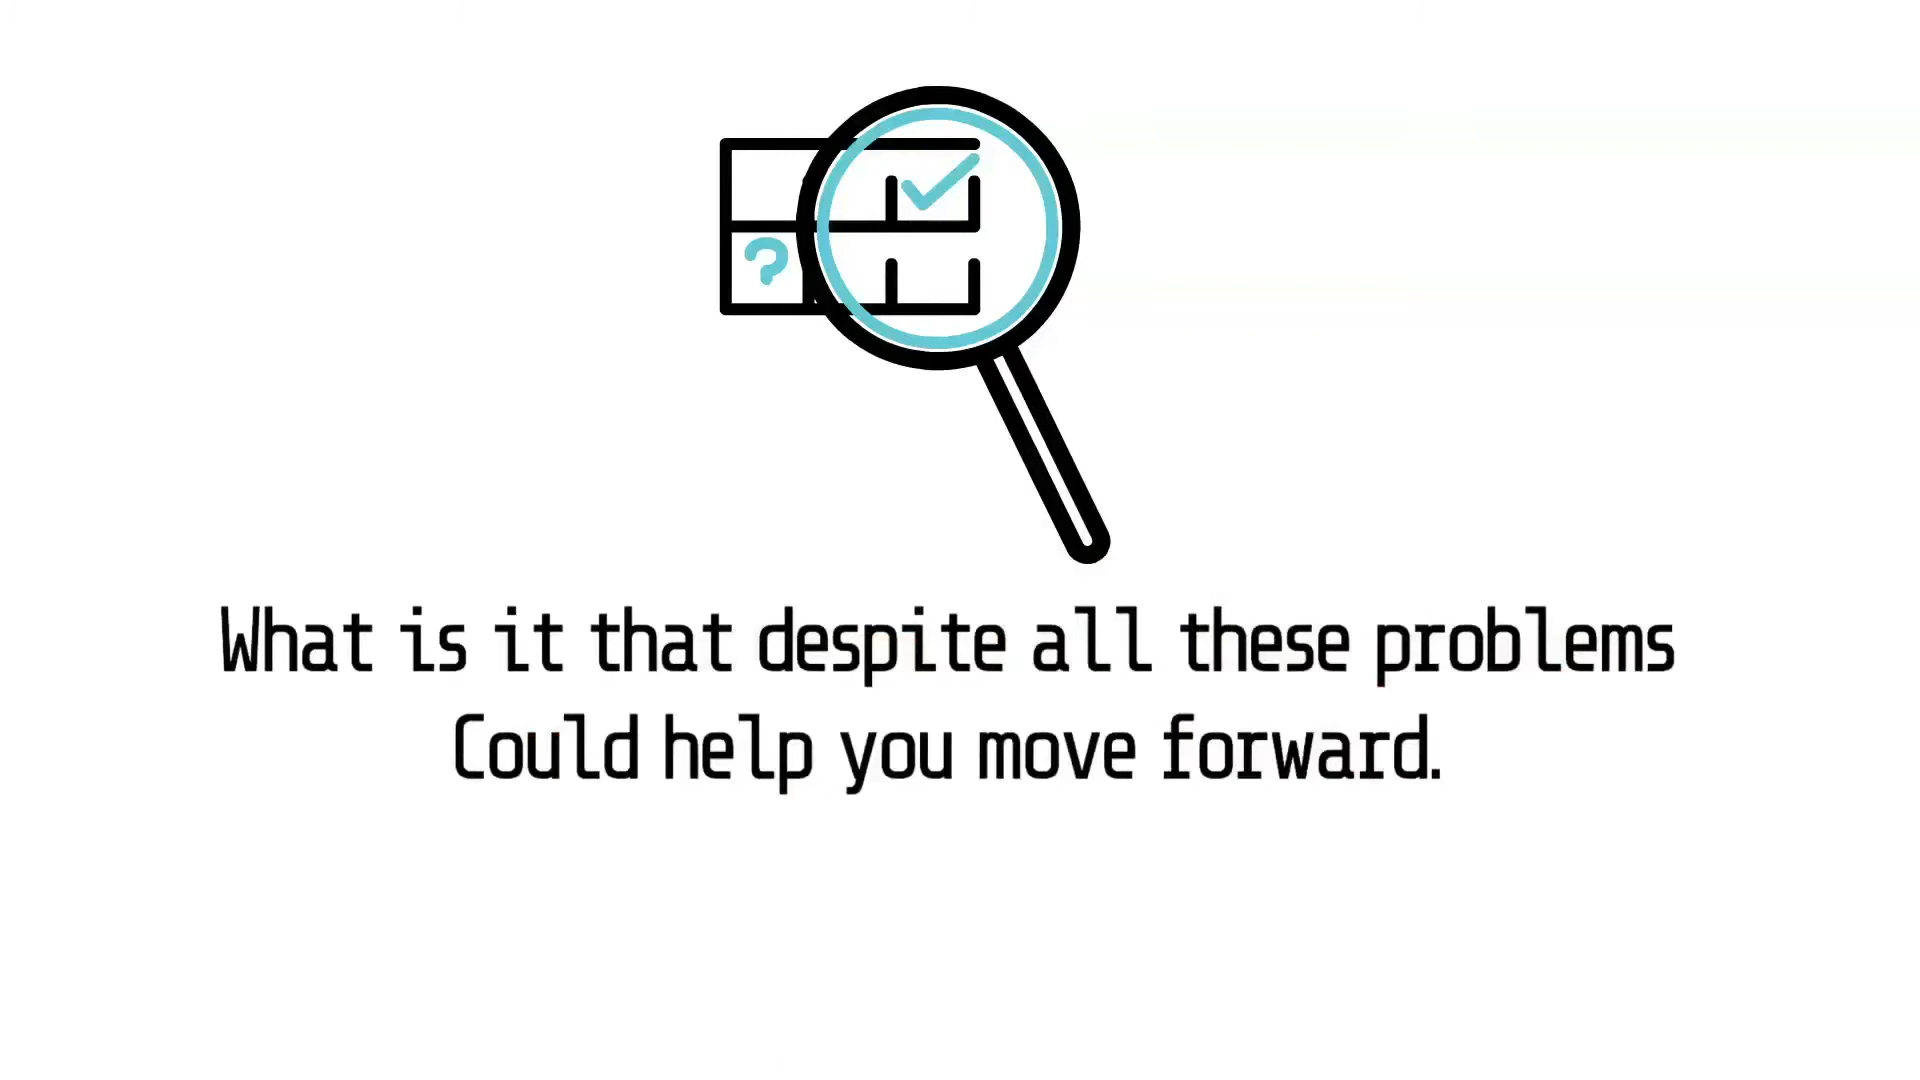 ?
What is it that despite all these problems
Could help you move forward.